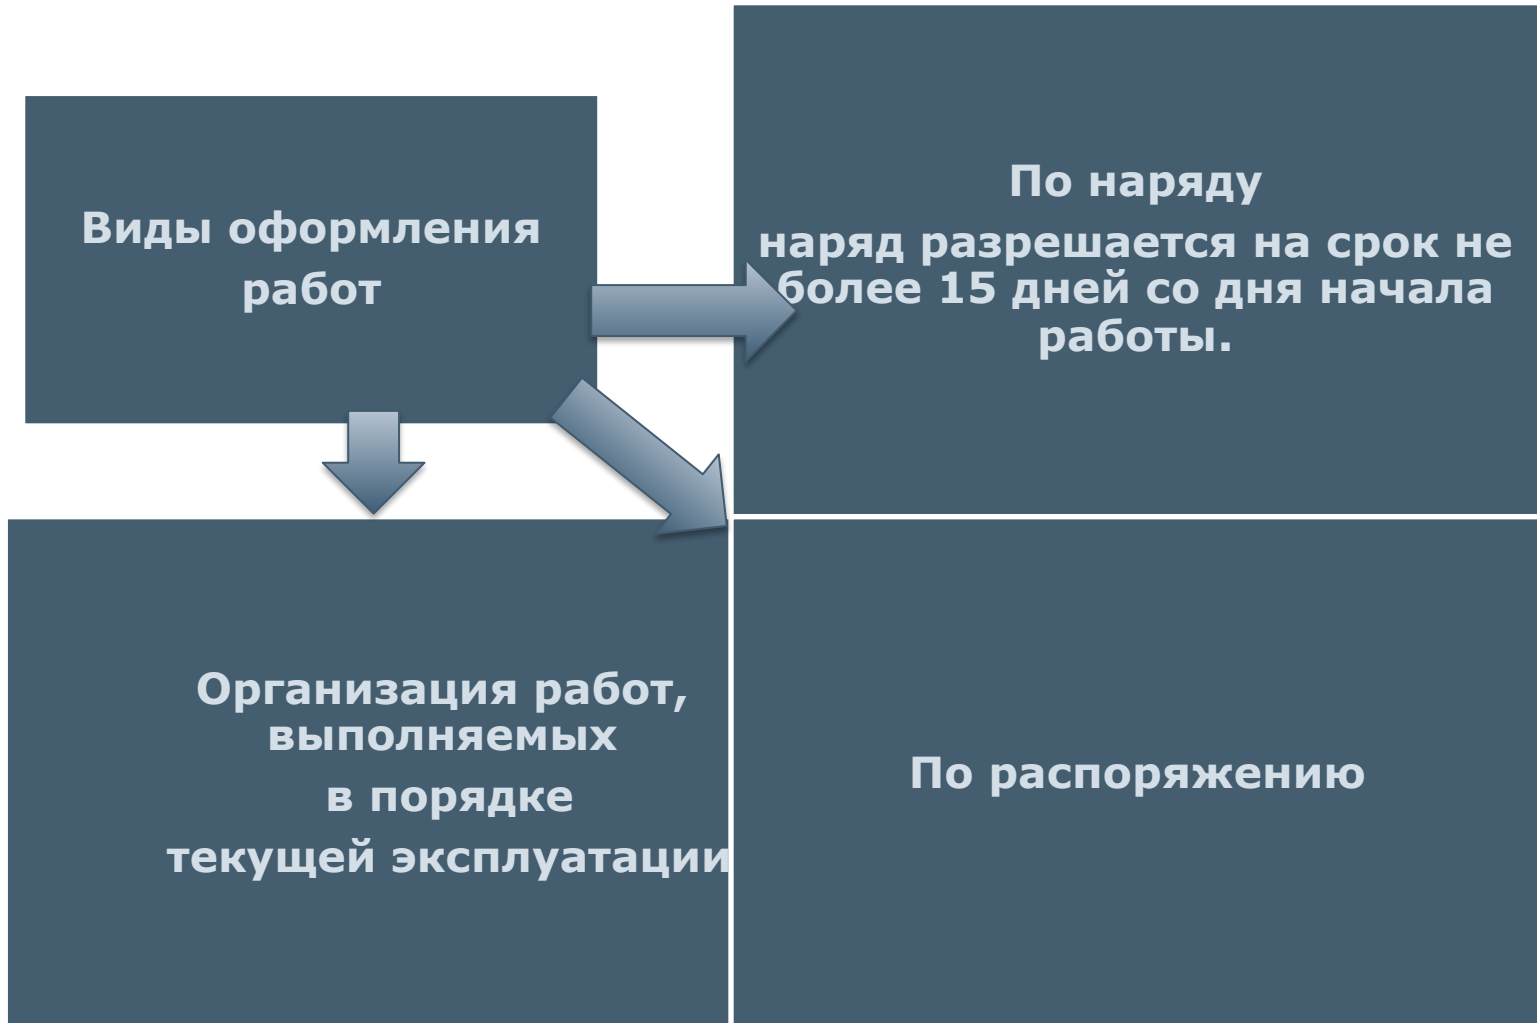 Виды оформления
работ
По наряду
наряд разрешается на срок не
более 15 дней со дня начала
работы.
Организация работ,
выполняемых
в порядке
текущей эксплуатации
По распоряжению